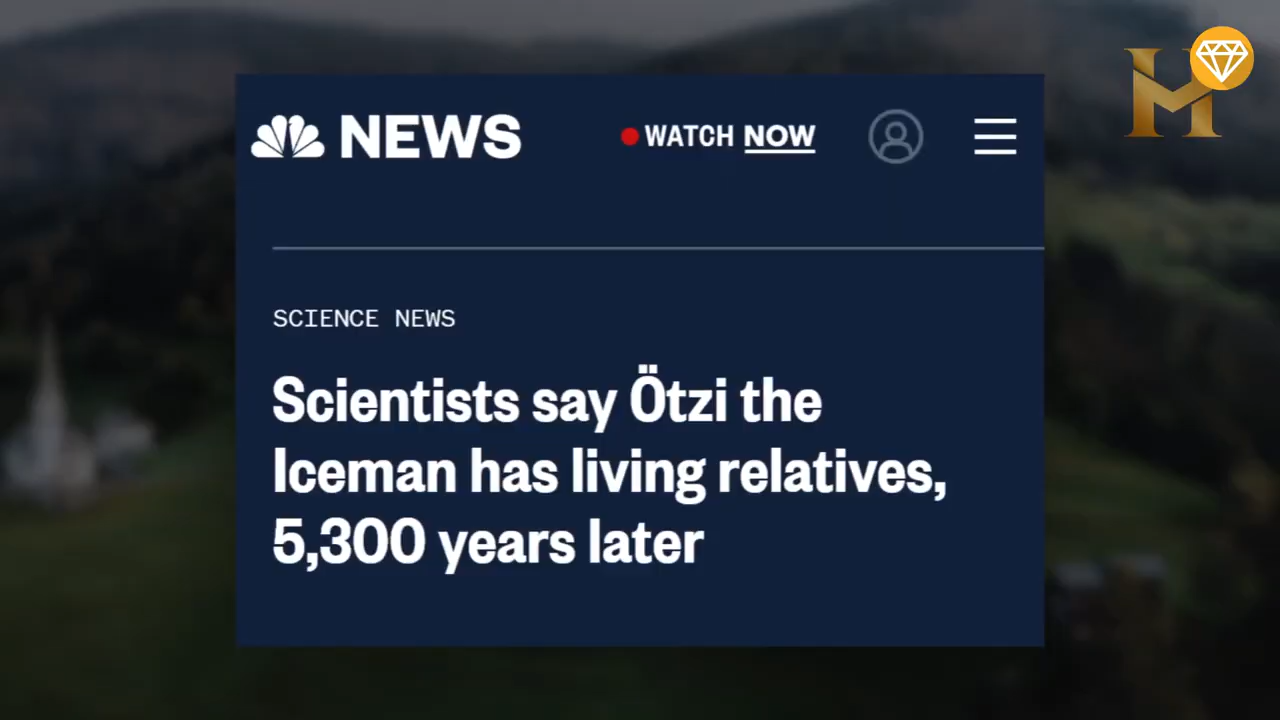 H
NEWS
WATCH NOW
SCIENCE NEWS
Scientists say Ötzi the
Iceman has living relatives,
5,300 years later